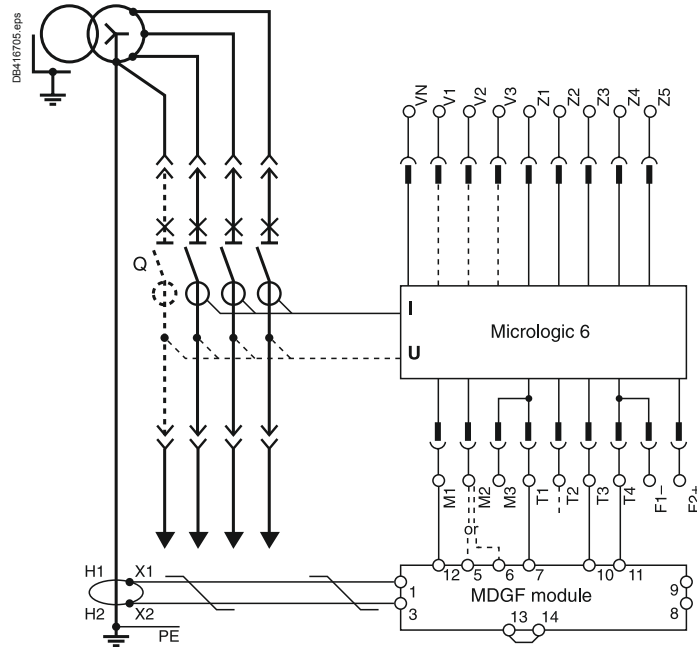 DB416705.eps
VN V1 V2 V3 Z1 Z2 Z3 Z4 Z5
Q
I
Micrologic 6
U
M1 M2 M3 T1 T2 T3 T4 F1– F2+
or
12 5 6 7 10 11
H1 X1
1
MDGF module
9
H2 X2
3
8
13 14
PE